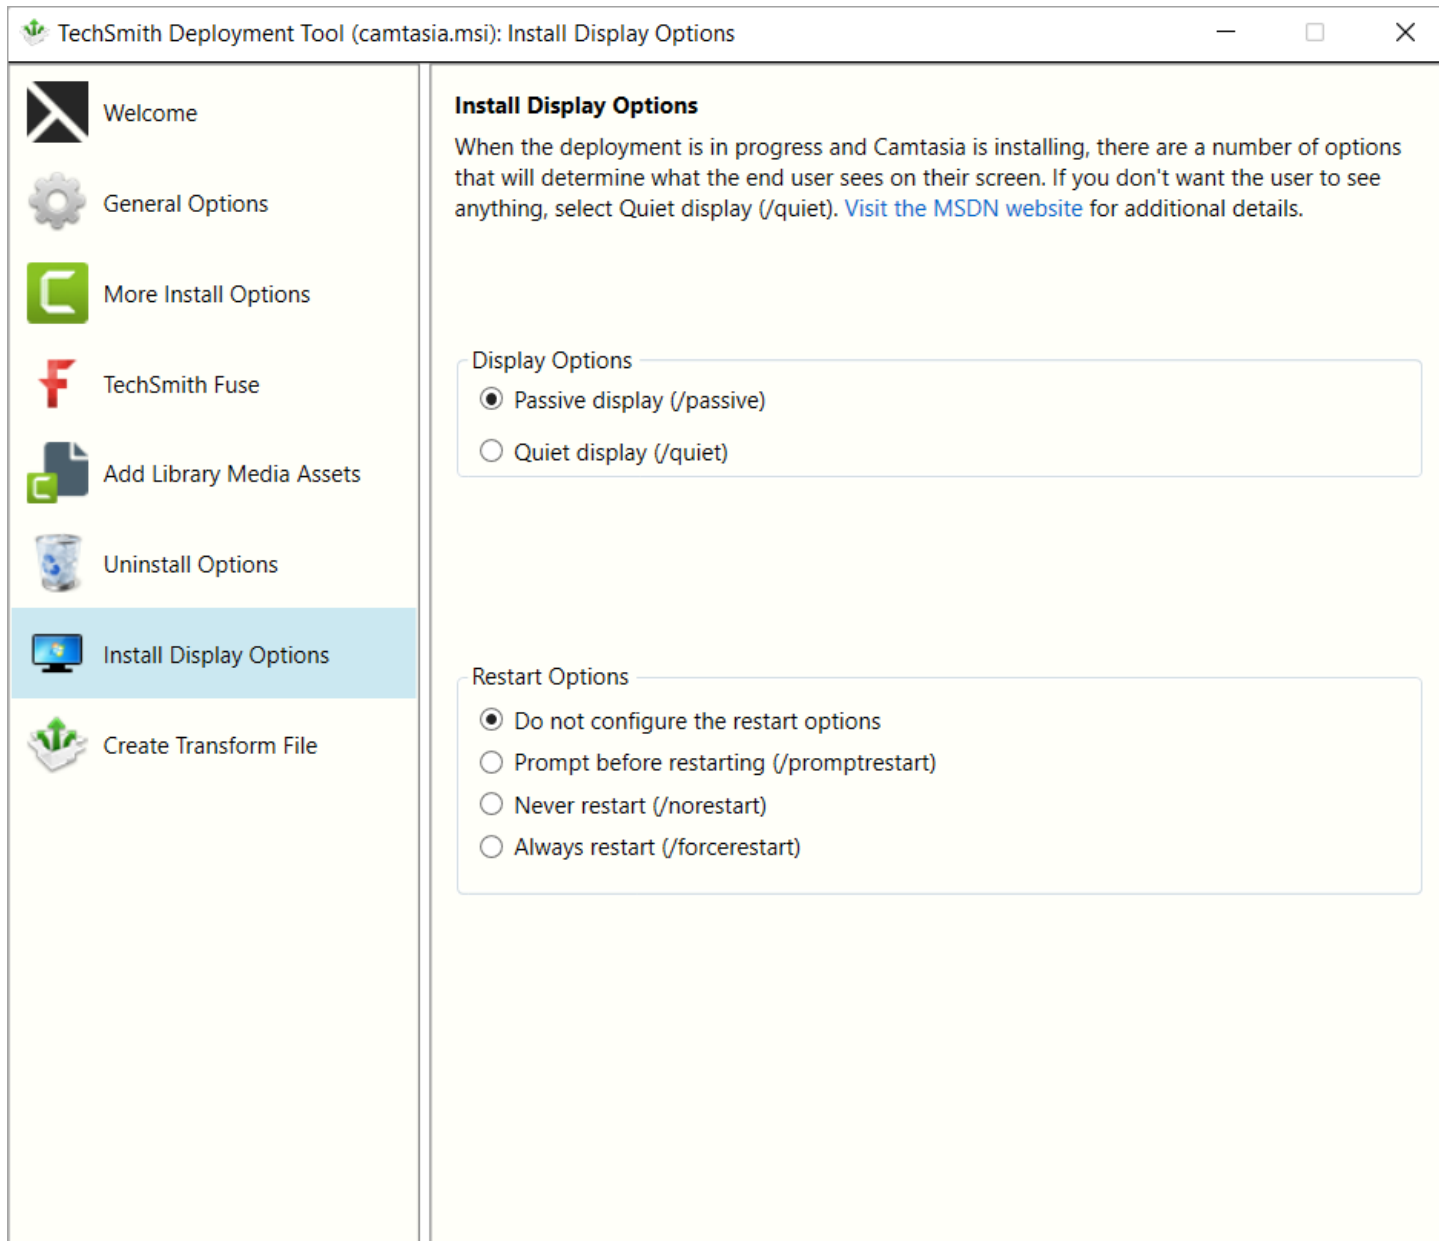 TechSmith Deployment Tool (camtasia.msi): Install Display Options
Welcome
General Options
More Install Options
TechSmith Fuse
Add Library Media Assets
Uninstall Options
Install Display Options
Create Transform File
Install Display Options
When the deployment is in progress and Camtasia is installing, there are a number of options
that will determine what the end user sees on their screen. If you don't want the user to see
anything, select Quiet display (/quiet). Visit the MSDN website for additional details.
Display Options
Passive display (/passive)
Quiet display (/quiet)
Restart Options
Do not configure the restart options
Prompt before restarting (/promptrestart)
Never restart (/norestart)
Always restart (/forcerestart)